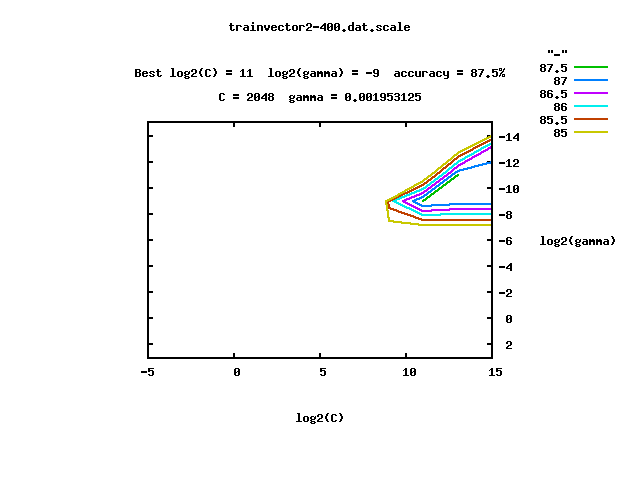 trainvector2-400.dat.scale
"-"
Best log2(C) = 11  log2(gamma) = -9  accuracy = 87.5%
C = 2048  gamma = 0.001953125
87.5
87
86.5
86
85.5
85
-14
-12
-10
-8
-6
-4
-2
0
2
log2(gamma)
-5 0 5 10 15
log2(C)